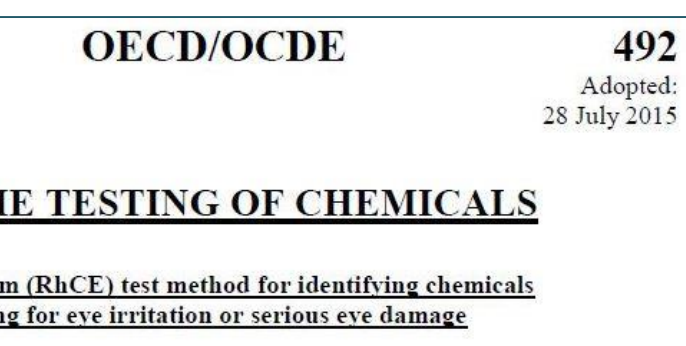 OECD/OCDE 492
Adopted:
28 July 2015
E TESTING OF CHEMICALS
m (RhCE) test method for identifying chemicals
ng for eye irritation or serious eye damage